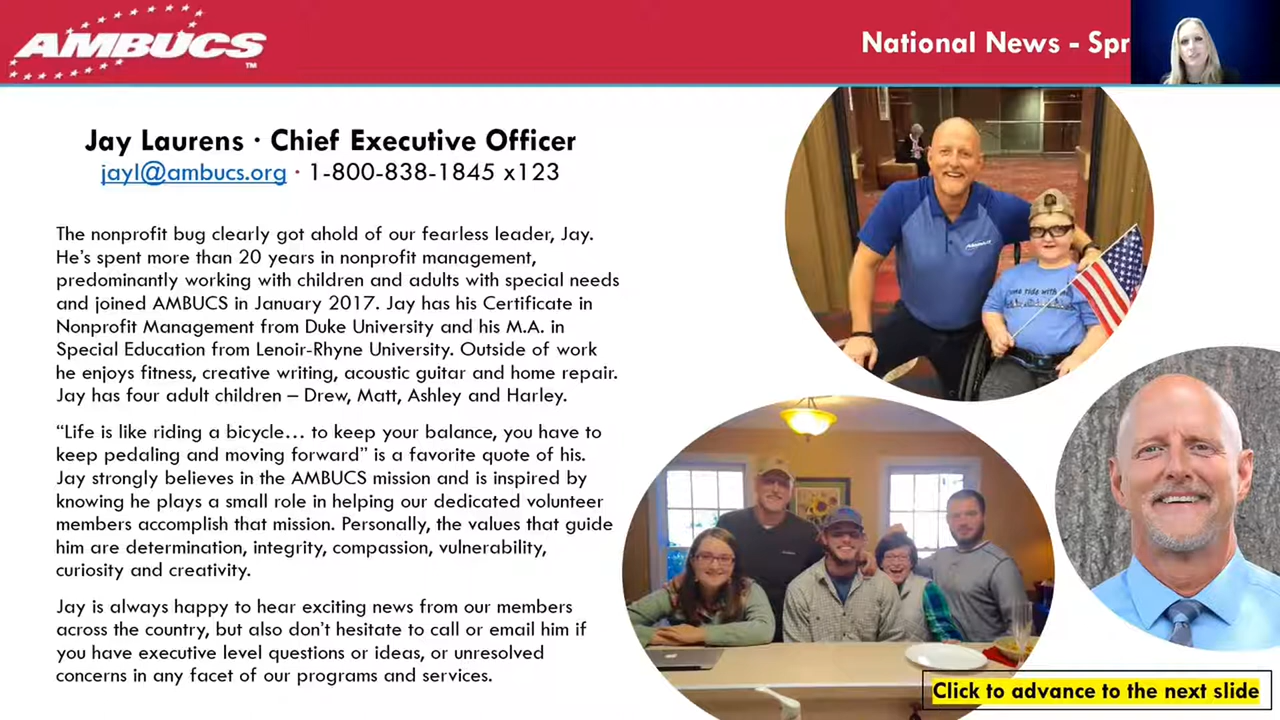 AMBUCS
TM
National News - Spr
Jay Laurens · Chief Executive Officer
jayl@ambucs.org · 1-800-838-1845 x123
The nonprofit bug clearly got ahold of our fearless leader, Jay.
He's spent more than 20 years in nonprofit management,
predominantly working with children and adults with special needs
and joined AMBUCS in January 2017. Jay has his Certificate in
Nonprofit Management from Duke University and his M.A. in
Special Education from Lenoir-Rhyne University. Outside of work
he enjoys fitness, creative writing, acoustic guitar and home repair.
Jay has four adult children – Drew, Matt, Ashley and Harley.
“Life is like riding a bicycle… to keep your balance, you have to
keep pedaling and moving forward” is a favorite quote of his.
Jay strongly believes in the AMBUCS mission and is inspired by
knowing he plays a small role in helping our dedicated volunteer
members accomplish that mission. Personally, the values that guide
him are determination, integrity, compassion, vulnerability,
curiosity and creativity.
Jay is always happy to hear exciting news from our members
across the country, but also don't hesitate to call or email him if
you have executive level questions or ideas, or unresolved
concerns in any facet of our programs and services.
AMBUCS
ride with
Click to advance to the next slide